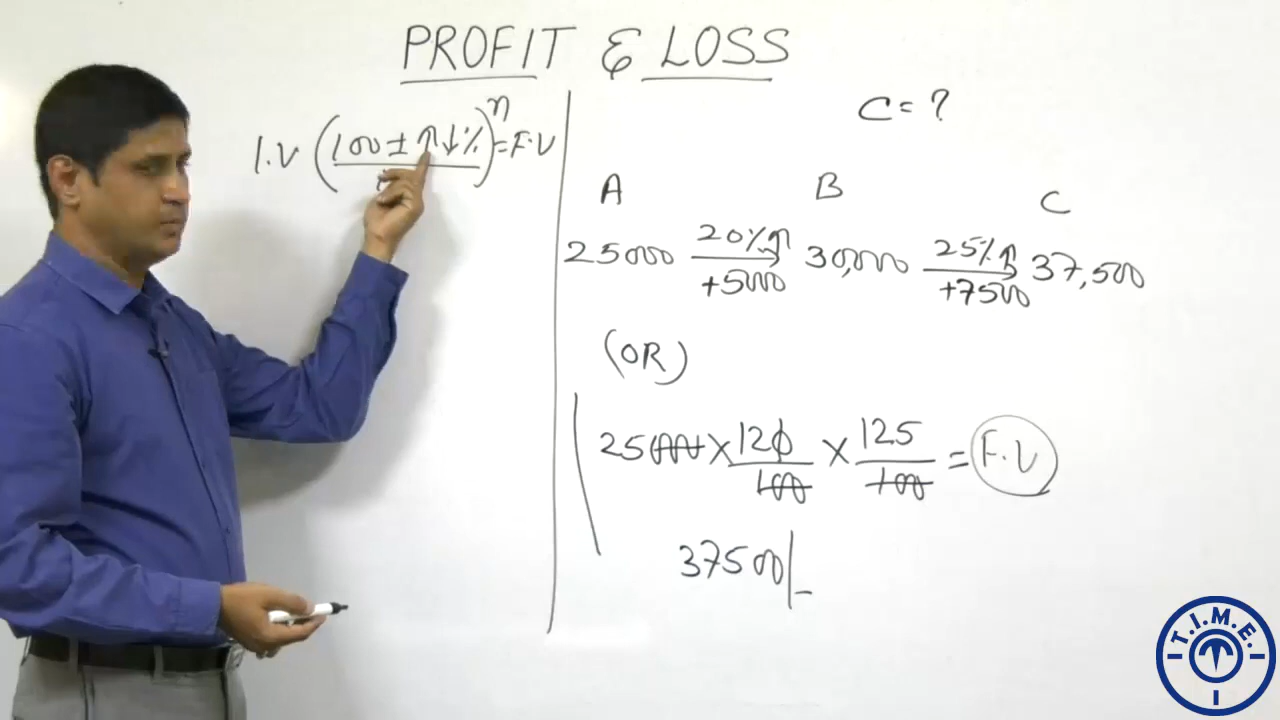 PROFIT & LOSS
I.V (100 ± ↑↓% / )ⁿ = F.V
C = ?
A B C
25000 20%↑ +5000 30,000 25%↑ +7500 37,500
(OR)
25000 × 120/100 × 125/100 = F.V
37500/-
T.I.M.E.